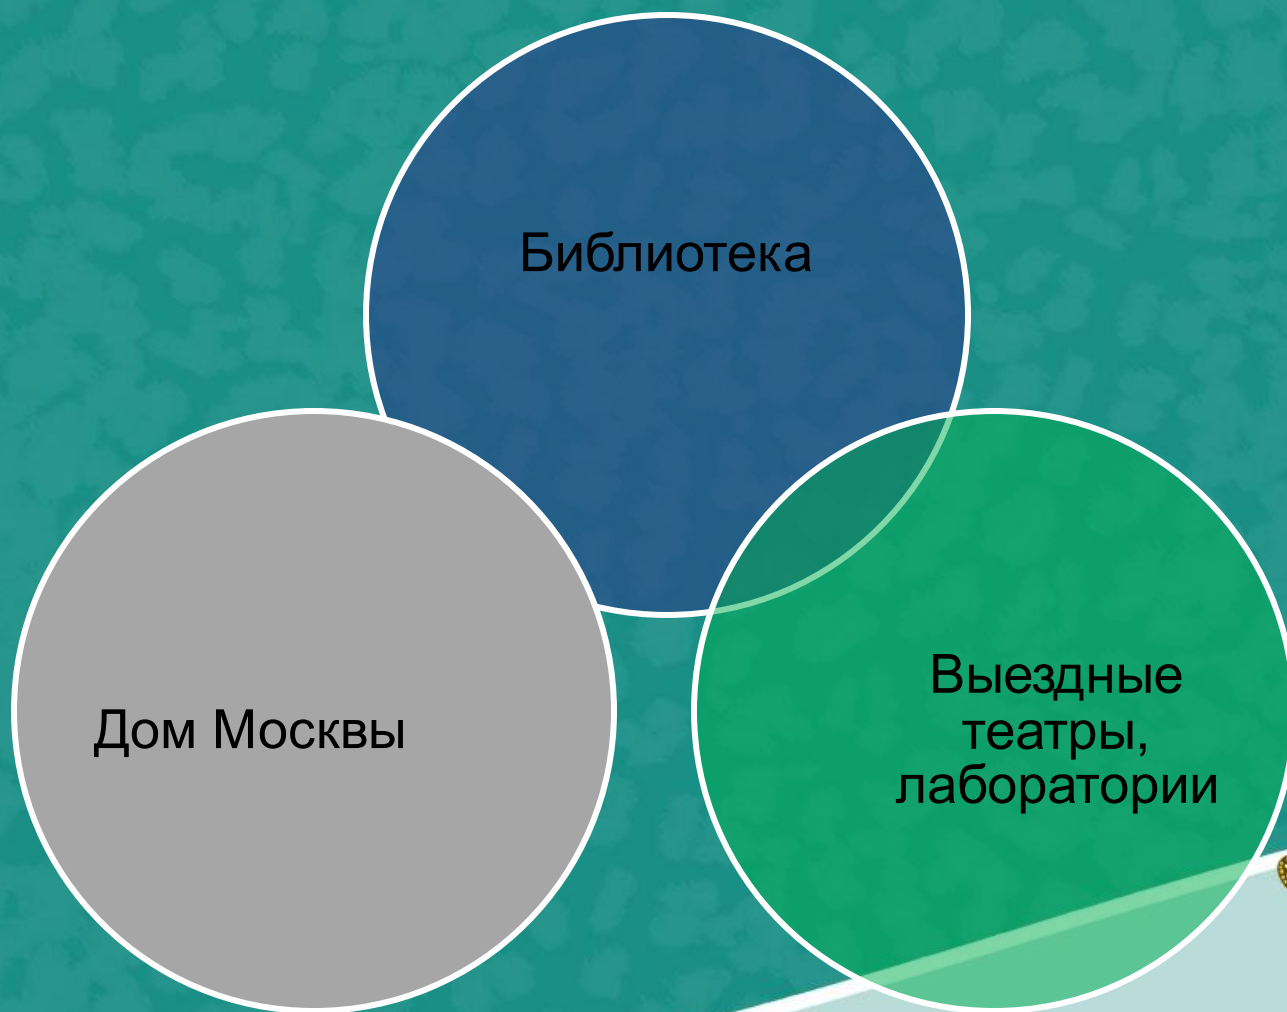 Библиотека
Дом Москвы
Выездные
театры,
лаборатории